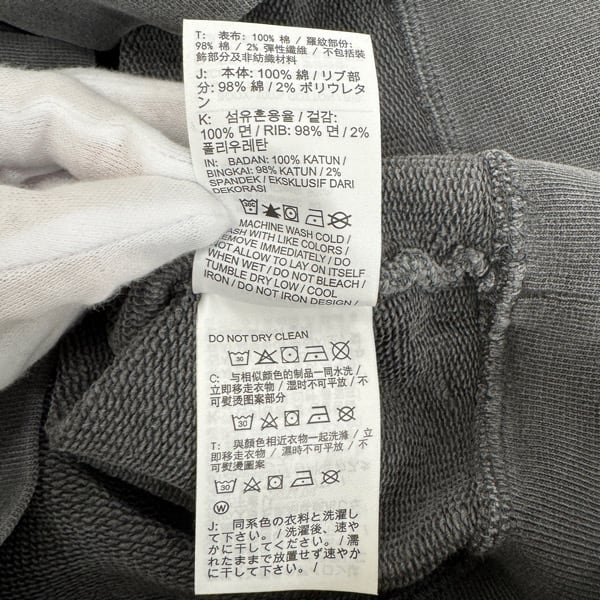 T: 表布: 100% 棉 / 羅紋部份:
98% 棉 / 2% 彈性纖維 / 不包括裝
飾部分及非紡織材料
J: 本体: 100% 綿 / リブ部
分: 98% 綿 / 2% ポリウレタ
ン
K: 섬유혼용율 / 겉감:
100% 면 / RIB: 98% 면 / 2%
폴리우레탄
IN: BADAN: 100% KATUN /
BINGKAI: 98% KATUN / 2%
SPANDEK / EKSKLUSIF DARI
DEKORASI
MACHINE WASH COLD /
WASH WITH LIKE COLORS /
REMOVE IMMEDIATELY / DO
NOT ALLOW TO LAY ON ITSELF
WHEN WET / DO NOT BLEACH /
TUMBLE DRY LOW / COOL
IRON / DO NOT IRON DESIGN /
DO NOT DRY CLEAN
30
C: 与相似颜色的制品一同水洗 /
立即移走衣物 / 湿时不可平放 / 不
可熨烫图案部分
30
T: 與顏色相近衣物一起洗滌 / 立
即移走衣物 / 濕時不可平放 / 不
可熨燙圖案
30
W
J: 同系色の衣料と洗濯し
て下さい。/ 洗濯後、速や
かに干してください。/ 濡
れたままで放置せず速やか
に干して下さい。/